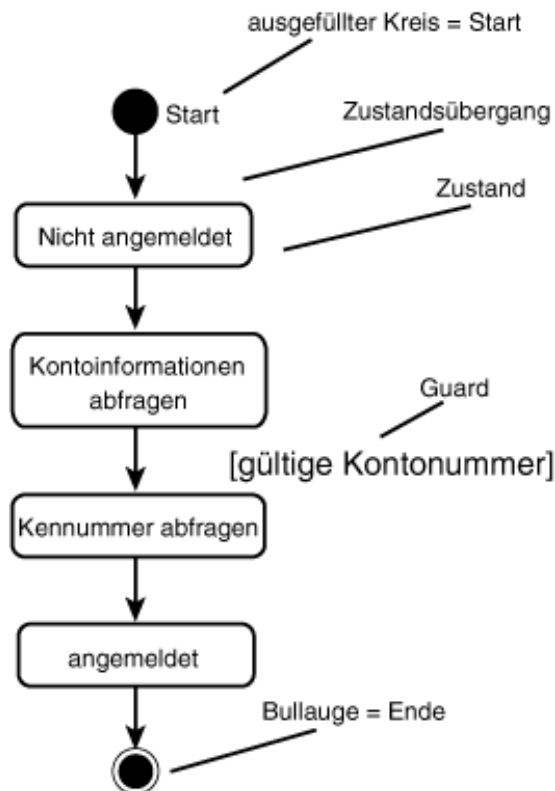 ausgefüllter Kreis = Start
Start
Zustandsübergang
Zustand
Nicht angemeldet
Kontoinformationen
abfragen
Guard
[gültige Kontonummer]
Kennummer abfragen
angemeldet
Bullauge = Ende